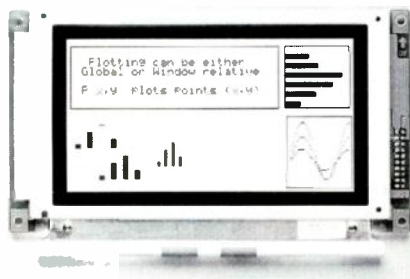 Plotting can be either
Global or Window relative
P x,y Plots Points (x,y)